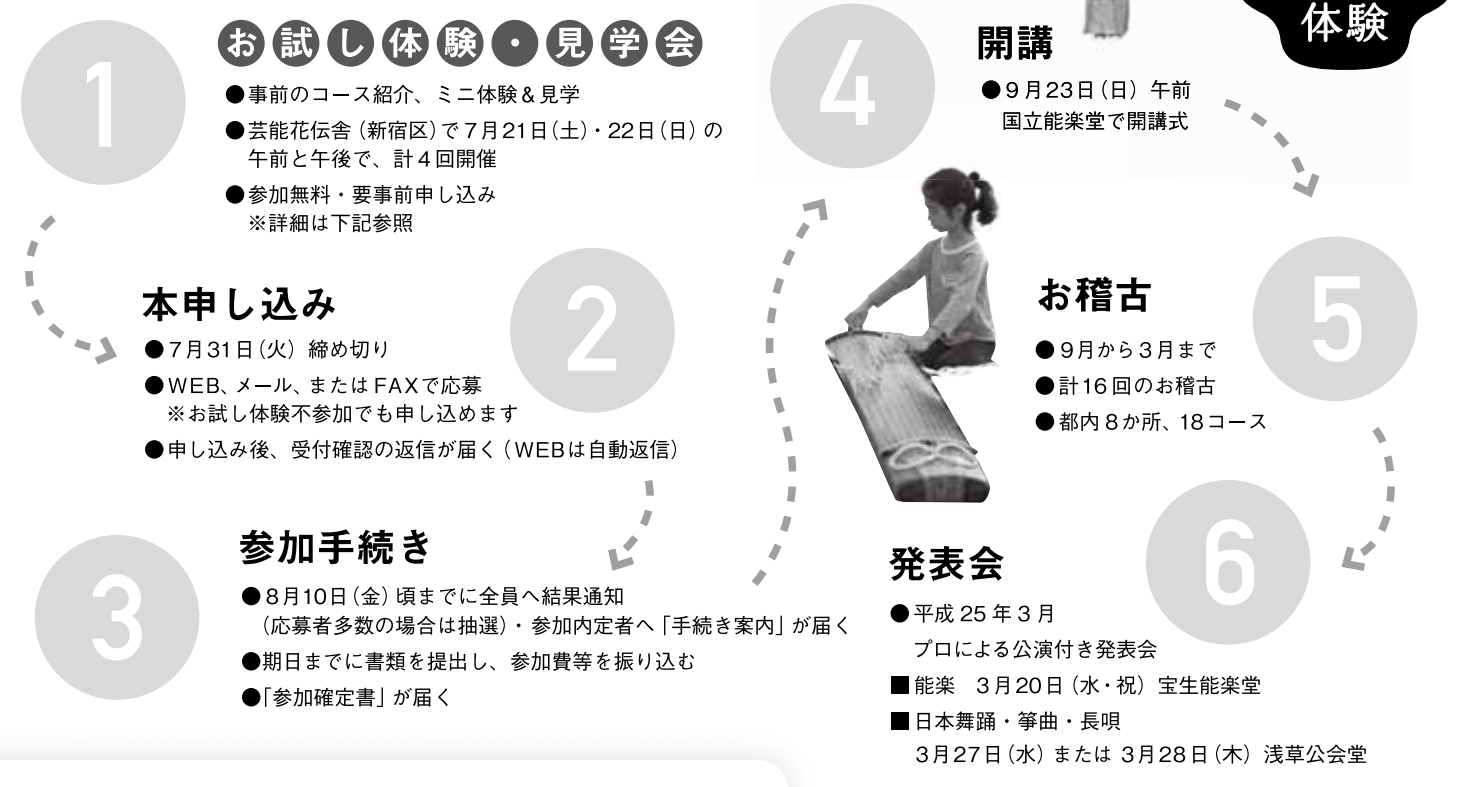 体験
1
お試し体験・見学会
●事前のコース紹介、ミニ体験&見学
●芸能花伝舎(新宿区)で7月21日(土)・22日(日)の
午前と午後で、計4回開催
●参加無料・要事前申し込み
※詳細は下記参照
2
本申し込み
●7月31日(火)締め切り
●WEB、メール、またはFAXで応募
※お試し体験不参加でも申し込めます
●申し込み後、受付確認の返信が届く(WEBは自動返信)
3
参加手続き
●8月10日(金)頃までに全員へ結果通知
(応募者多数の場合は抽選)・参加内定者へ「手続き案内」が届く
●期日までに書類を提出し、参加費等を振り込む
●「参加確定書」が届く
4
開講
●9月23日(日)午前
国立能楽堂で開講式
5
お稽古
●9月から3月まで
●計16回のお稽古
●都内8か所、18コース
6
発表会
●平成25年3月
プロによる公演付き発表会
■能楽　3月20日(水・祝)宝生能楽堂
■日本舞踊・箏曲・長唄
3月27日(水)または 3月28日(木)浅草公会堂